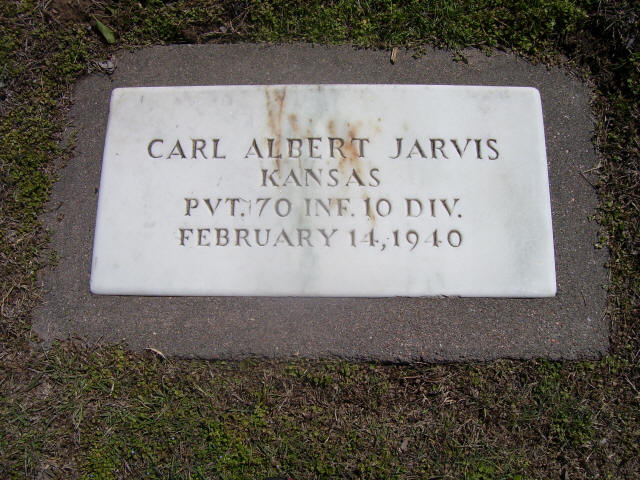 CARL ALBERT JARVIS
KANSAS
PVT. 70 INF. 10 DIV.
FEBRUARY 14, 1940